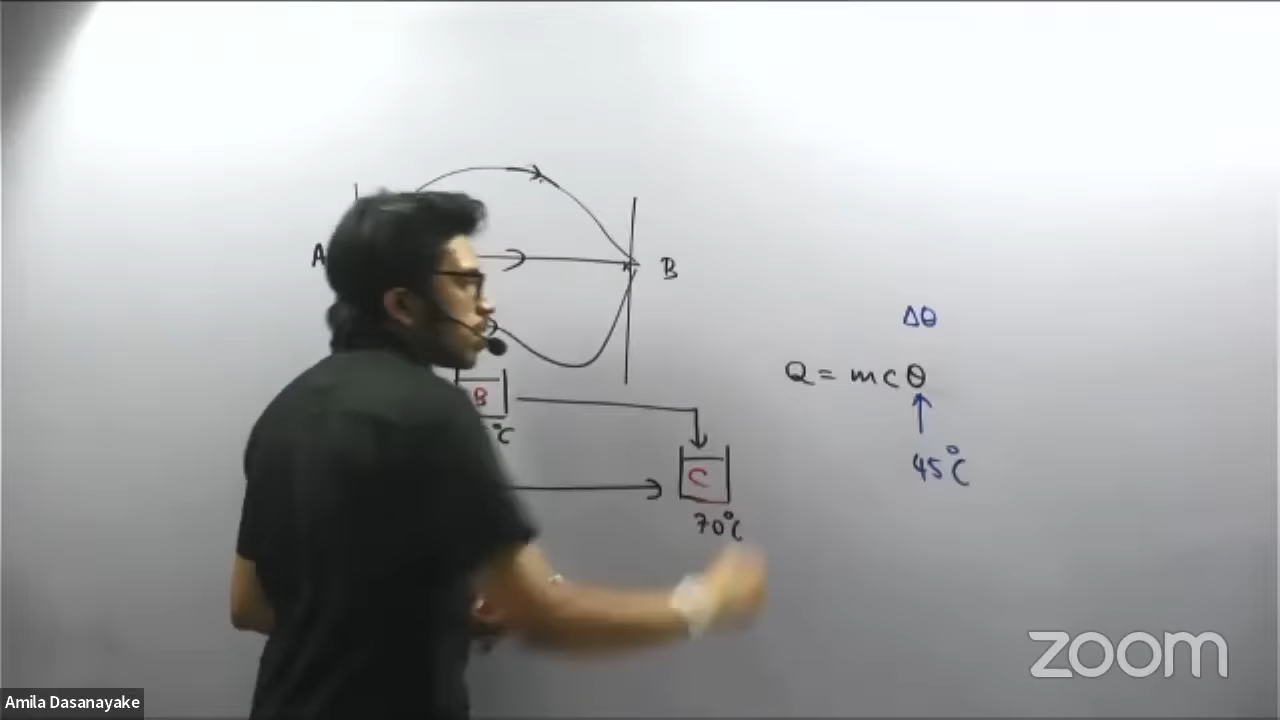 A
B
Δθ
Q = mcθ
B
°C
45°C
C
70°C
zoom
Amila Dasanayake